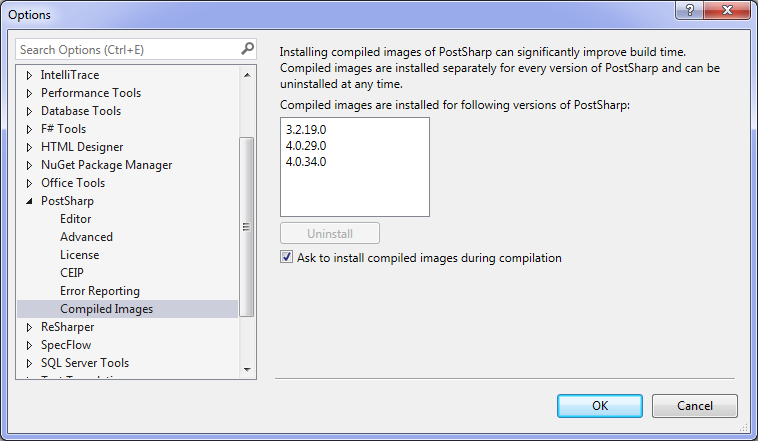 Options
Search Options (Ctrl+E)
IntelliTrace
Performance Tools
Database Tools
F# Tools
HTML Designer
NuGet Package Manager
Office Tools
PostSharp
Editor
Advanced
License
CEIP
Error Reporting
Compiled Images
ReSharper
SpecFlow
SQL Server Tools
Installing compiled images of PostSharp can significantly improve build time.
Compiled images are installed separately for every version of PostSharp and can be
uninstalled at any time.
Compiled images are installed for following versions of PostSharp:
3.2.19.0
4.0.29.0
4.0.34.0
Uninstall
Ask to install compiled images during compilation
OK
Cancel